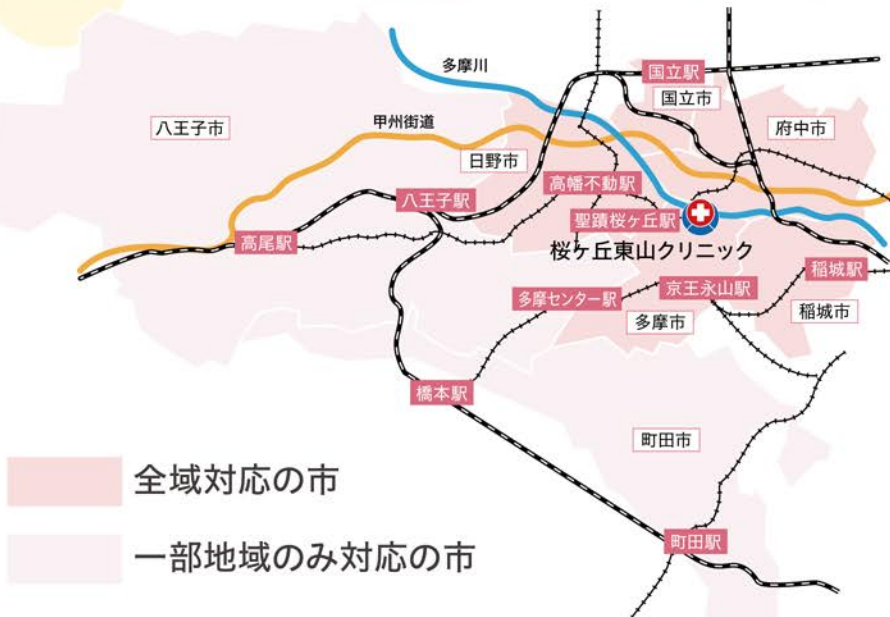 多摩川
国立駅
国立市
八王子市
甲州街道
府中市
日野市
高幡不動駅
八王子駅
聖蹟桜ヶ丘駅
高尾駅
桜ヶ丘東山クリニック
稲城駅
京王永山駅
多摩センター駅
多摩市
稲城市
橋本駅
町田市
全域対応の市
一部地域のみ対応の市
町田駅